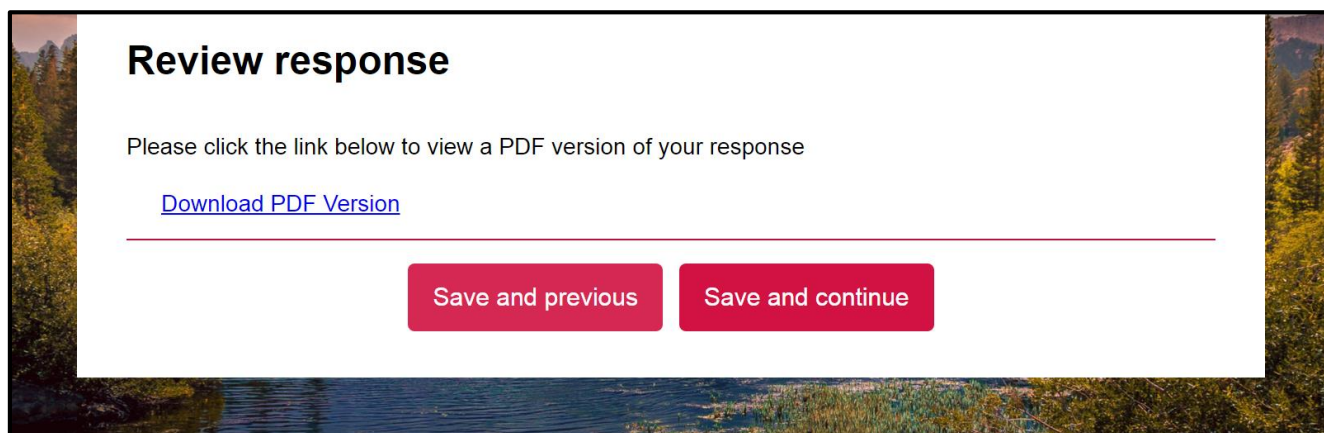 Review response
Please click the link below to view a PDF version of your response
Download PDF Version
Save and previous
Save and continue